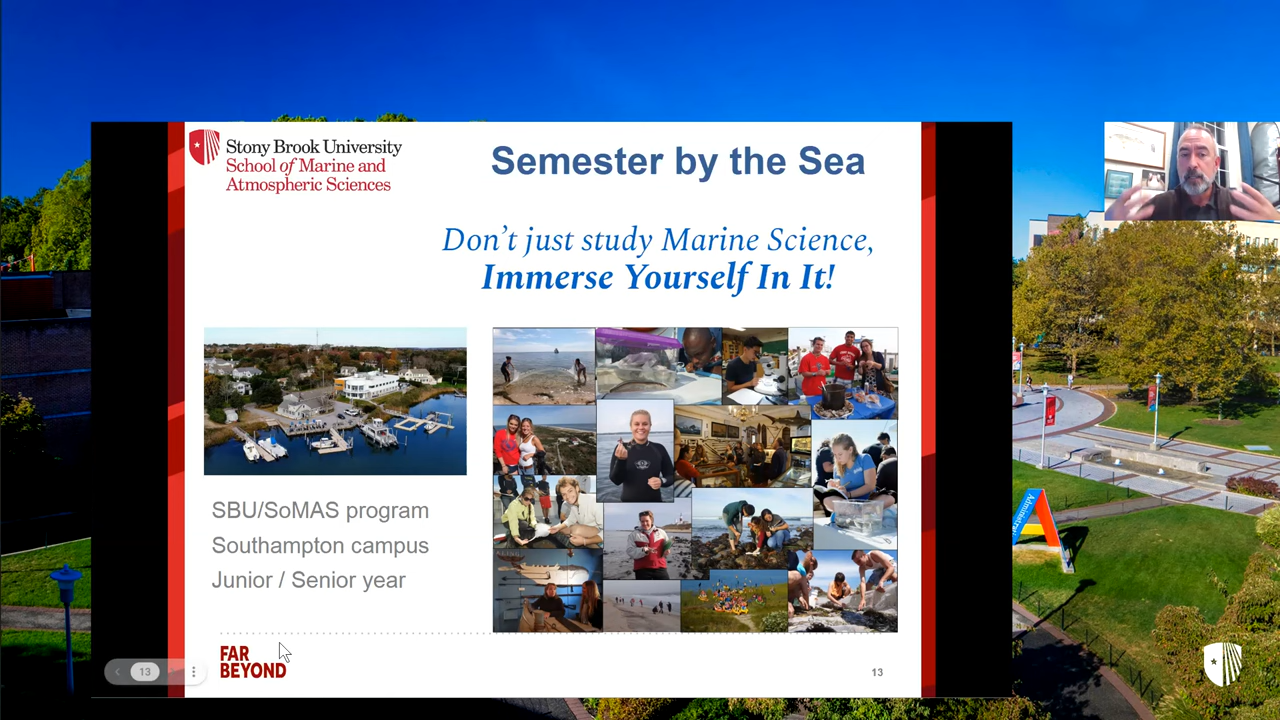 Stony Brook University
School of Marine and
Atmospheric Sciences
Semester by the Sea
Don't just study Marine Science,
Immerse Yourself In It!
SBU/SoMAS program
Southampton campus
Junior / Senior year
FAR
BEYOND
13
13